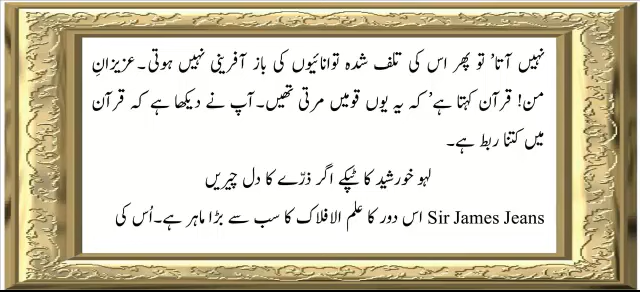 نہیں آتا’ تو پھر اس کی تلف شدہ توانائیوں کی باز آفرینی نہیں ہوتی۔عزیزانِ
من! قرآن کہتا ہے’ کہ یہ یوں قومیں مرتی تھیں۔آپ نے دیکھا ہے کہ قرآن
میں کتنا ربط ہے۔
لہو خورشید کا ٹپکے اگر ذرّے کا دل چیریں
Sir James Jeans اس دور کا علم الافلاک کا سب سے بڑا ماہر ہے۔اُس کی